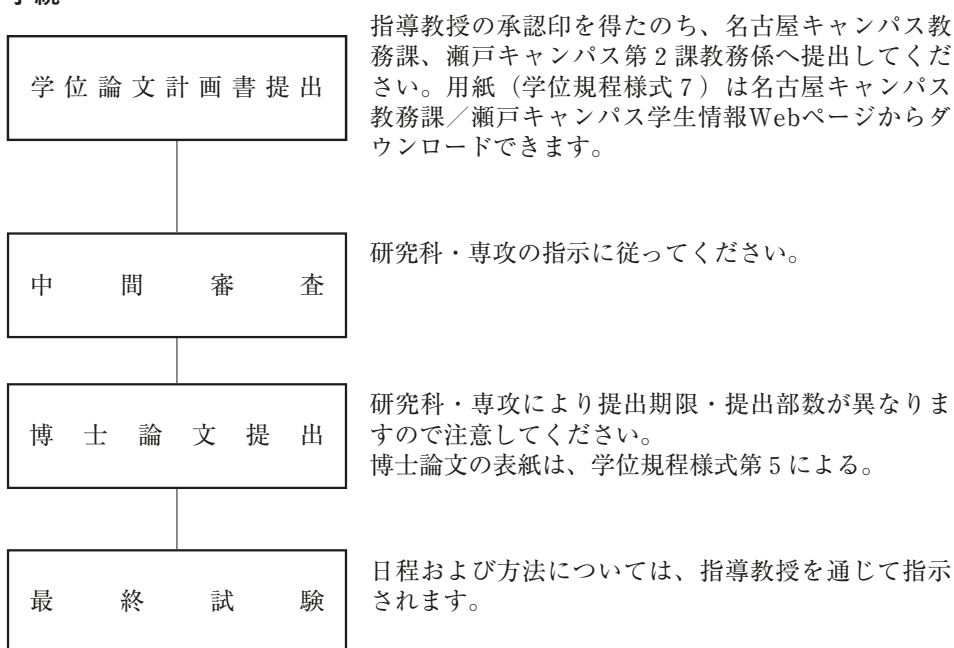 手続
学位論文計画書提出
指導教授の承認印を得たのち、名古屋キャンパス教
務課、瀬戸キャンパス第2課教務係へ提出してくだ
さい。用紙（学位規程様式7）は名古屋キャンパス
教務課／瀬戸キャンパス学生情報Webページからダ
ウンロードできます。
中間審査
研究科・専攻の指示に従ってください。
博士論文提出
研究科・専攻により提出期限・提出部数が異なりま
すので注意してください。
博士論文の表紙は、学位規程様式第5による。
最終試験
日程および方法については、指導教授を通じて指示
されます。